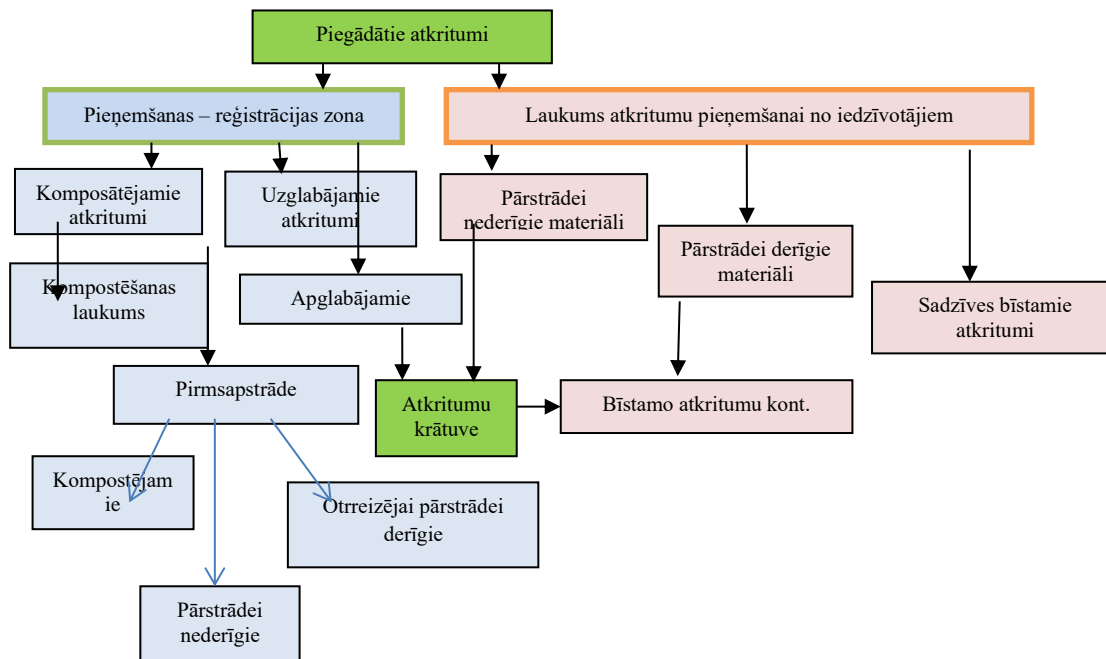 Piegādātie atkritumi
Pieņemšanas – reģistrācijas zona
Laukums atkritumu pieņemšanai no iedzīvotājiem
Komposātējamie
atkritumi
Uzglabājamie
atkritumi
Pārstrādei
nederīgie materiāli
Pārstrādei derīgie
materiāli
Kompostēšanas
laukums
Apglabājamie
Sadzīves bīstamie
atkritumi
Pirmsapstrāde
Atkritumu
krātuve
Bīstamo atkritumu kont.
Kompostējam
ie
Otrreizējai pārstrādei
derīgie
Pārstrādei
nederīgie